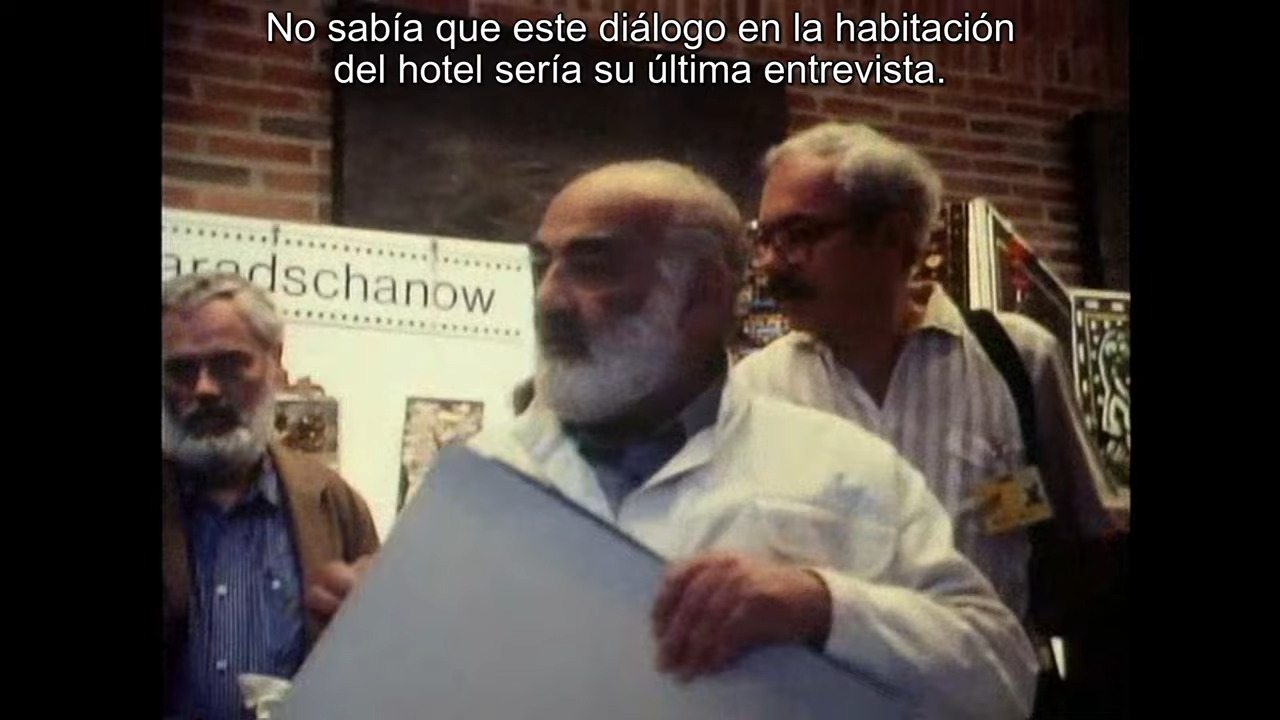 No sabía que este diálogo en la habitación
del hotel sería su última entrevista.
aradschanow